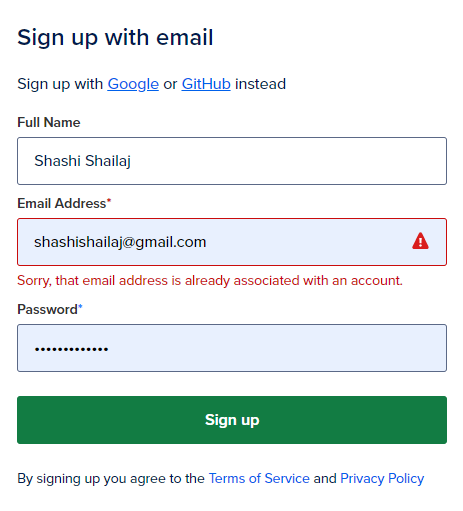 Sign up with email
Sign up with Google or GitHub instead
Full Name
Shashi Shailaj
Email Address*
shashishailaj@gmail.com
Sorry, that email address is already associated with an account.
Password*
•••••••••••••
Sign up
By signing up you agree to the Terms of Service and Privacy Policy